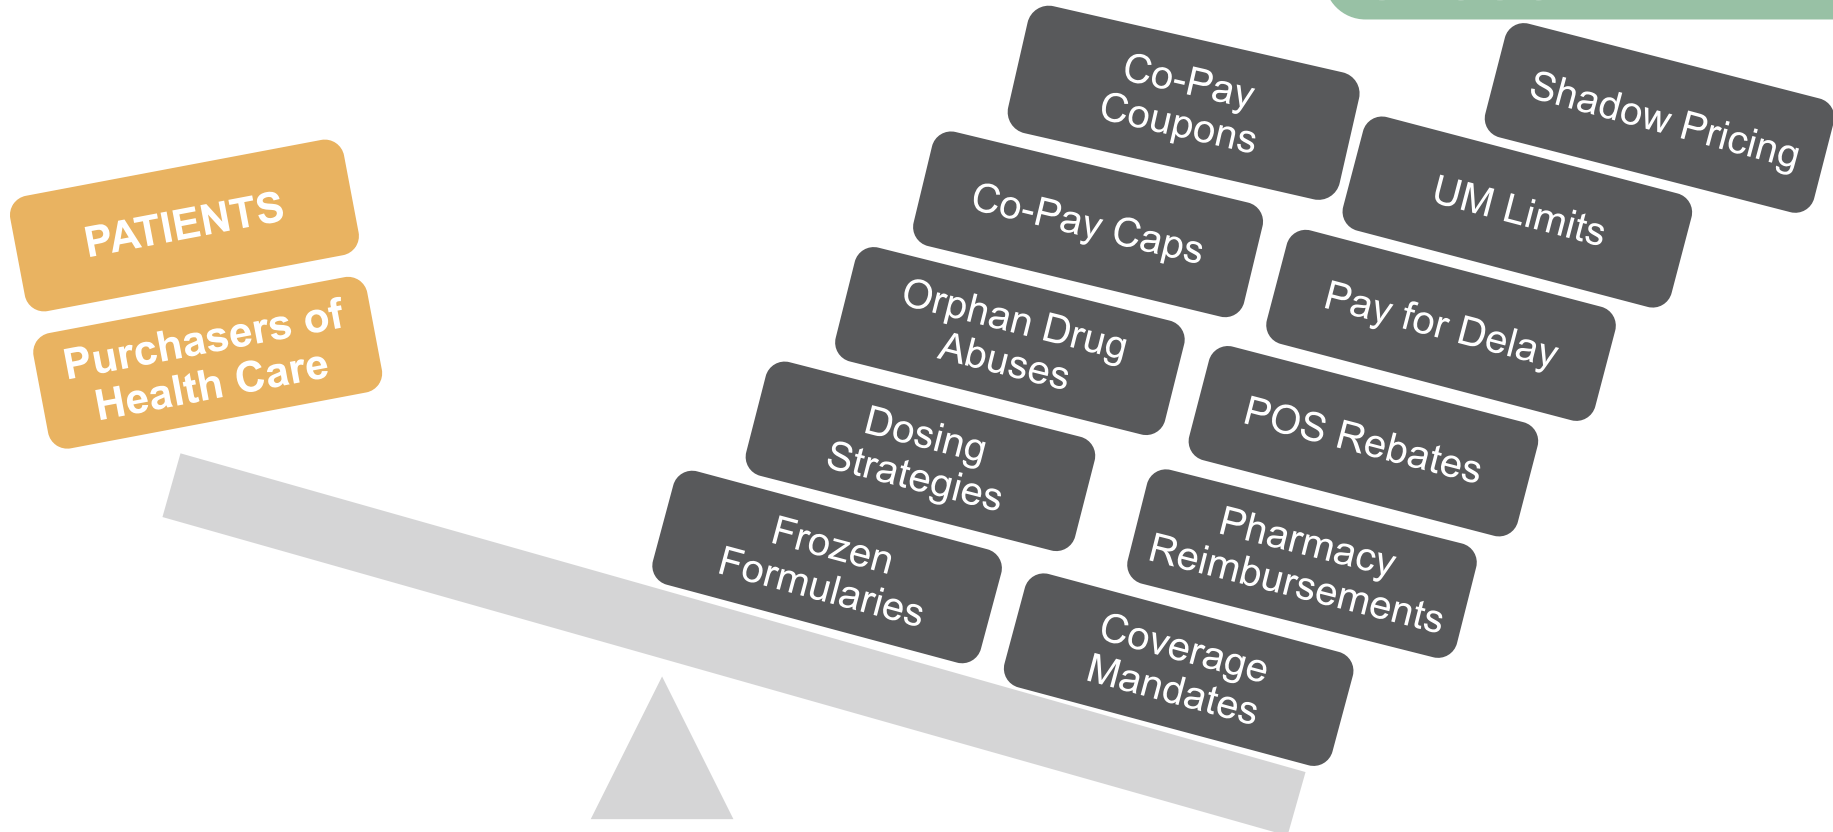 PATIENTS
Purchasers of
Health Care
Co-Pay
Coupons
Co-Pay Caps
Orphan Drug
Abuses
Dosing
Strategies
Frozen
Formularies
Shadow Pricing
UM Limits
Pay for Delay
POS Rebates
Pharmacy
Reimbursements
Coverage
Mandates